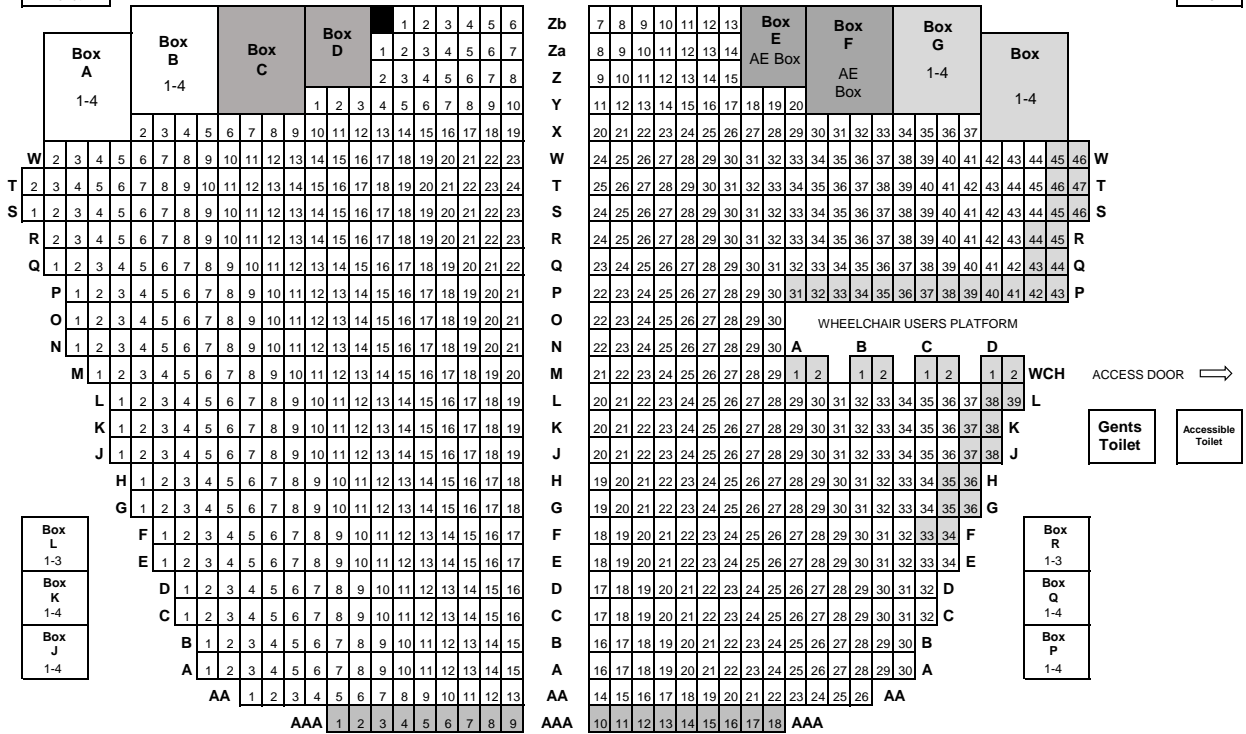 1 2 3 4 5 6 Zb 7 8 9 10 11 12 13
Box
A
1-4
Box
B
1-4
Box
C
Box
D
Box
E
AE Box
Box
F
AE
Box
Box
G
1-4
Box
1-4
1 2 3 4 5 6 7 Za 8 9 10 11 12 13 14
2 3 4 5 6 7 8 Z 9 10 11 12 13 14 15
1 2 3 4 5 6 7 8 9 10 Y 11 12 13 14 15 16 17 18 19 20
2 3 4 5 6 7 8 9 10 11 12 13 14 15 16 17 18 19 X 20 21 22 23 24 25 26 27 28 29 30 31 32 33 34 35 36 37
W 2 3 4 5 6 7 8 9 10 11 12 13 14 15 16 17 18 19 20 21 22 23 W 24 25 26 27 28 29 30 31 32 33 34 35 36 37 38 39 40 41 42 43 44 45 46 W
T 2 3 4 5 6 7 8 9 10 11 12 13 14 15 16 17 18 19 20 21 22 23 24 T 25 26 27 28 29 30 31 32 33 34 35 36 37 38 39 40 41 42 43 44 45 46 47 T
S 1 2 3 4 5 6 7 8 9 10 11 12 13 14 15 16 17 18 19 20 21 22 23 S 24 25 26 27 28 29 30 31 32 33 34 35 36 37 38 39 40 41 42 43 44 45 46 S
R 2 3 4 5 6 7 8 9 10 11 12 13 14 15 16 17 18 19 20 21 22 23 R 24 25 26 27 28 29 30 31 32 33 34 35 36 37 38 39 40 41 42 43 44 45 R
Q 1 2 3 4 5 6 7 8 9 10 11 12 13 14 15 16 17 18 19 20 21 22 Q 23 24 25 26 27 28 29 30 31 32 33 34 35 36 37 38 39 40 41 42 43 44 Q
P 1 2 3 4 5 6 7 8 9 10 11 12 13 14 15 16 17 18 19 20 21 P 22 23 24 25 26 27 28 29 30 31 32 33 34 35 36 37 38 39 40 41 42 43 P
O 1 2 3 4 5 6 7 8 9 10 11 12 13 14 15 16 17 18 19 20 21 O 22 23 24 25 26 27 28 29 30 WHEELCHAIR USERS PLATFORM
N 1 2 3 4 5 6 7 8 9 10 11 12 13 14 15 16 17 18 19 20 21 N 22 23 24 25 26 27 28 29 30 A B C D
M 1 2 3 4 5 6 7 8 9 10 11 12 13 14 15 16 17 18 19 20 M 21 22 23 24 25 26 27 28 29 1 2 1 2 1 2 1 2 WCH ACCESS DOOR
L 1 2 3 4 5 6 7 8 9 10 11 12 13 14 15 16 17 18 19 L 20 21 22 23 24 25 26 27 28 29 30 31 32 33 34 35 36 37 38 39 L
K 1 2 3 4 5 6 7 8 9 10 11 12 13 14 15 16 17 18 19 K 20 21 22 23 24 25 26 27 28 29 30 31 32 33 34 35 36 37 38 K
Gents
Toilet
Accessible
Toilet
J 1 2 3 4 5 6 7 8 9 10 11 12 13 14 15 16 17 18 19 J 20 21 22 23 24 25 26 27 28 29 30 31 32 33 34 35 36 37 38 J
H 1 2 3 4 5 6 7 8 9 10 11 12 13 14 15 16 17 18 H 19 20 21 22 23 24 25 26 27 28 29 30 31 32 33 34 35 36 H
G 1 2 3 4 5 6 7 8 9 10 11 12 13 14 15 16 17 18 G 19 20 21 22 23 24 25 26 27 28 29 30 31 32 33 34 35 36 G
F 1 2 3 4 5 6 7 8 9 10 11 12 13 14 15 16 17 F 18 19 20 21 22 23 24 25 26 27 28 29 30 31 32 33 34 F
E 1 2 3 4 5 6 7 8 9 10 11 12 13 14 15 16 17 E 18 19 20 21 22 23 24 25 26 27 28 29 30 31 32 33 34 E
D 1 2 3 4 5 6 7 8 9 10 11 12 13 14 15 16 D 17 18 19 20 21 22 23 24 25 26 27 28 29 30 31 32 D
C 1 2 3 4 5 6 7 8 9 10 11 12 13 14 15 16 C 17 18 19 20 21 22 23 24 25 26 27 28 29 30 31 32 C
B 1 2 3 4 5 6 7 8 9 10 11 12 13 14 15 B 16 17 18 19 20 21 22 23 24 25 26 27 28 29 30 B
A 1 2 3 4 5 6 7 8 9 10 11 12 13 14 15 A 16 17 18 19 20 21 22 23 24 25 26 27 28 29 30 A
AA 1 2 3 4 5 6 7 8 9 10 11 12 13 AA 14 15 16 17 18 19 20 21 22 23 24 25 26 AA
AAA 1 2 3 4 5 6 7 8 9 AAA 10 11 12 13 14 15 16 17 18 AAA
Box
L
1-3
Box
K
1-4
Box
J
1-4
Box
R
1-3
Box
Q
1-4
Box
P
1-4